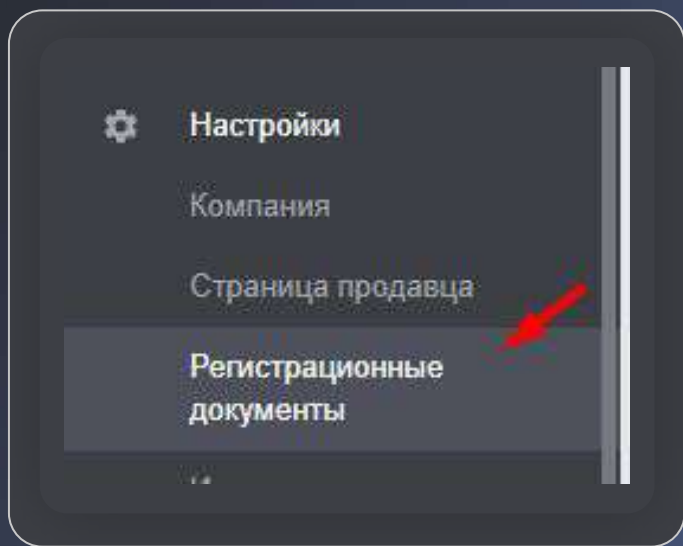 Настройки
Компания
Страница продавца
Регистрационные
документы